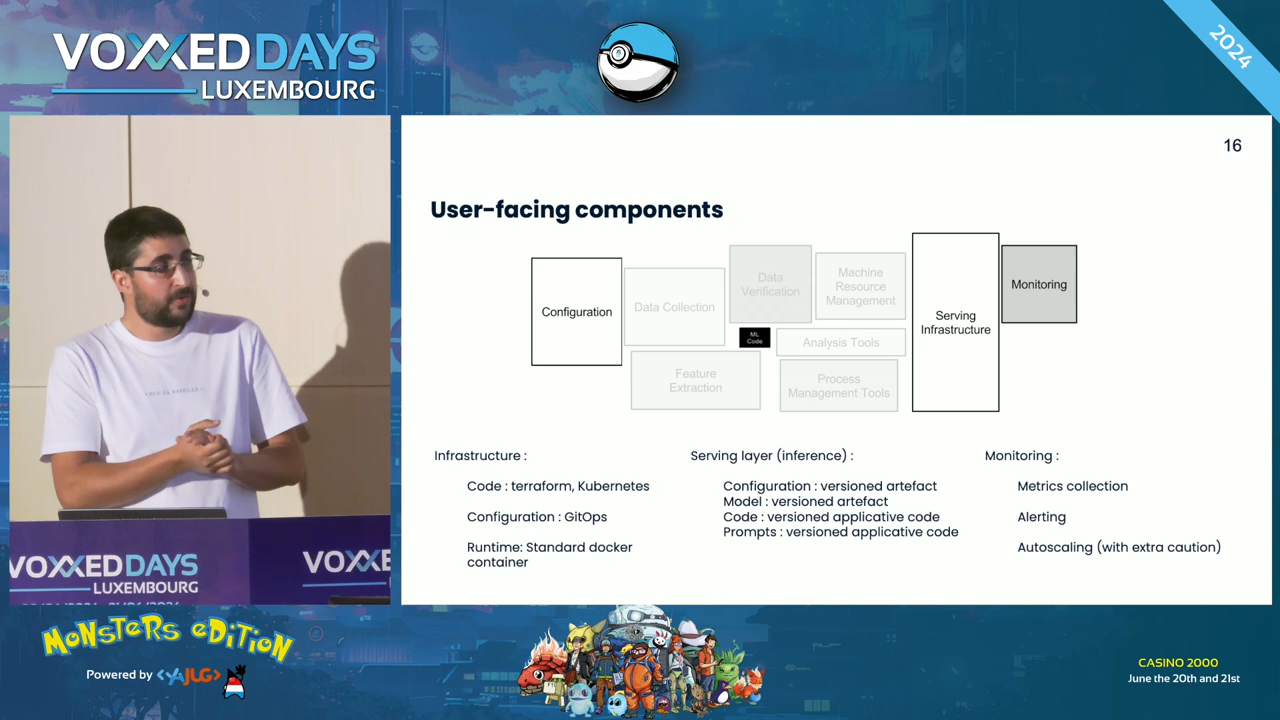 VOXXEDDAYS
LUXEMBOURG
2024
16
User-facing components
Configuration
Data Collection
Data
Verification
Machine
Resource
Management
ML
Code
Analysis Tools
Feature
Extraction
Process
Management Tools
Serving
Infrastructure
Monitoring
Infrastructure :
Code : terraform, Kubernetes
Configuration : GitOps
Runtime: Standard docker
container
Serving layer (inference) :
Configuration : versioned artefact
Model : versioned artefact
Code : versioned applicative code
Prompts : versioned applicative code
Monitoring :
Metrics collection
Alerting
Autoscaling (with extra caution)
VOXXEDDAYS
LUXEMBOURG
VOXXE
MONSTERS EDITION
Powered by <YAJUG>
CASINO 2000
June the 20th and 21st